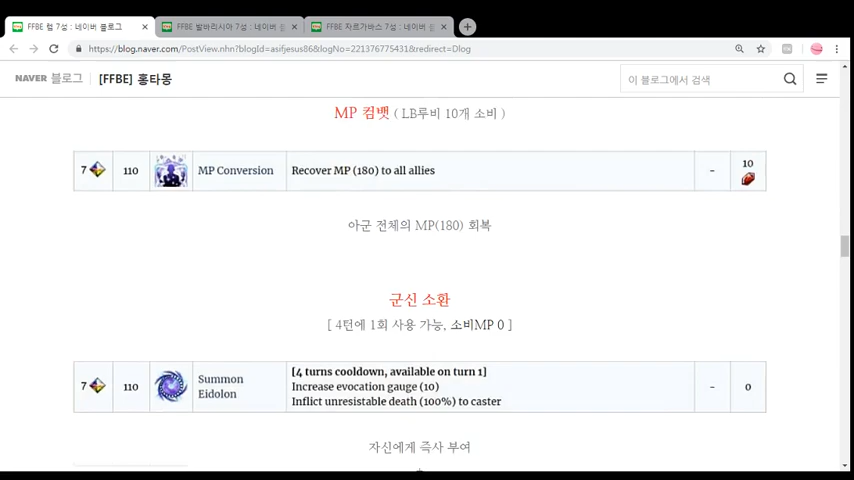 FFBE 렘 7성 : 네이버 블로그
FFBE 발바리시아 7성 : 네이버 블
FFBE 자르가바스 7성 : 네이버 블
https://blog.naver.com/PostView.nhn?blogId=asifjesus86&logNo=221376775431&redirect=Dlog
NAVER 블로그
[FFBE] 홍타몽
이 블로그에서 검색
MP 컴뱃 ( LB루비 10개 소비 )
7 110 MP Conversion Recover MP (180) to all allies - 10
아군 전체의 MP(180) 회복
군신 소환
[ 4턴에 1회 사용 가능, 소비MP 0 ]
[4 turns cooldown, available on turn 1]
7 110 Summon Eidolon Increase evocation gauge (10) - 0
Inflict unresistable death (100%) to caster
자신에게 즉사 부여